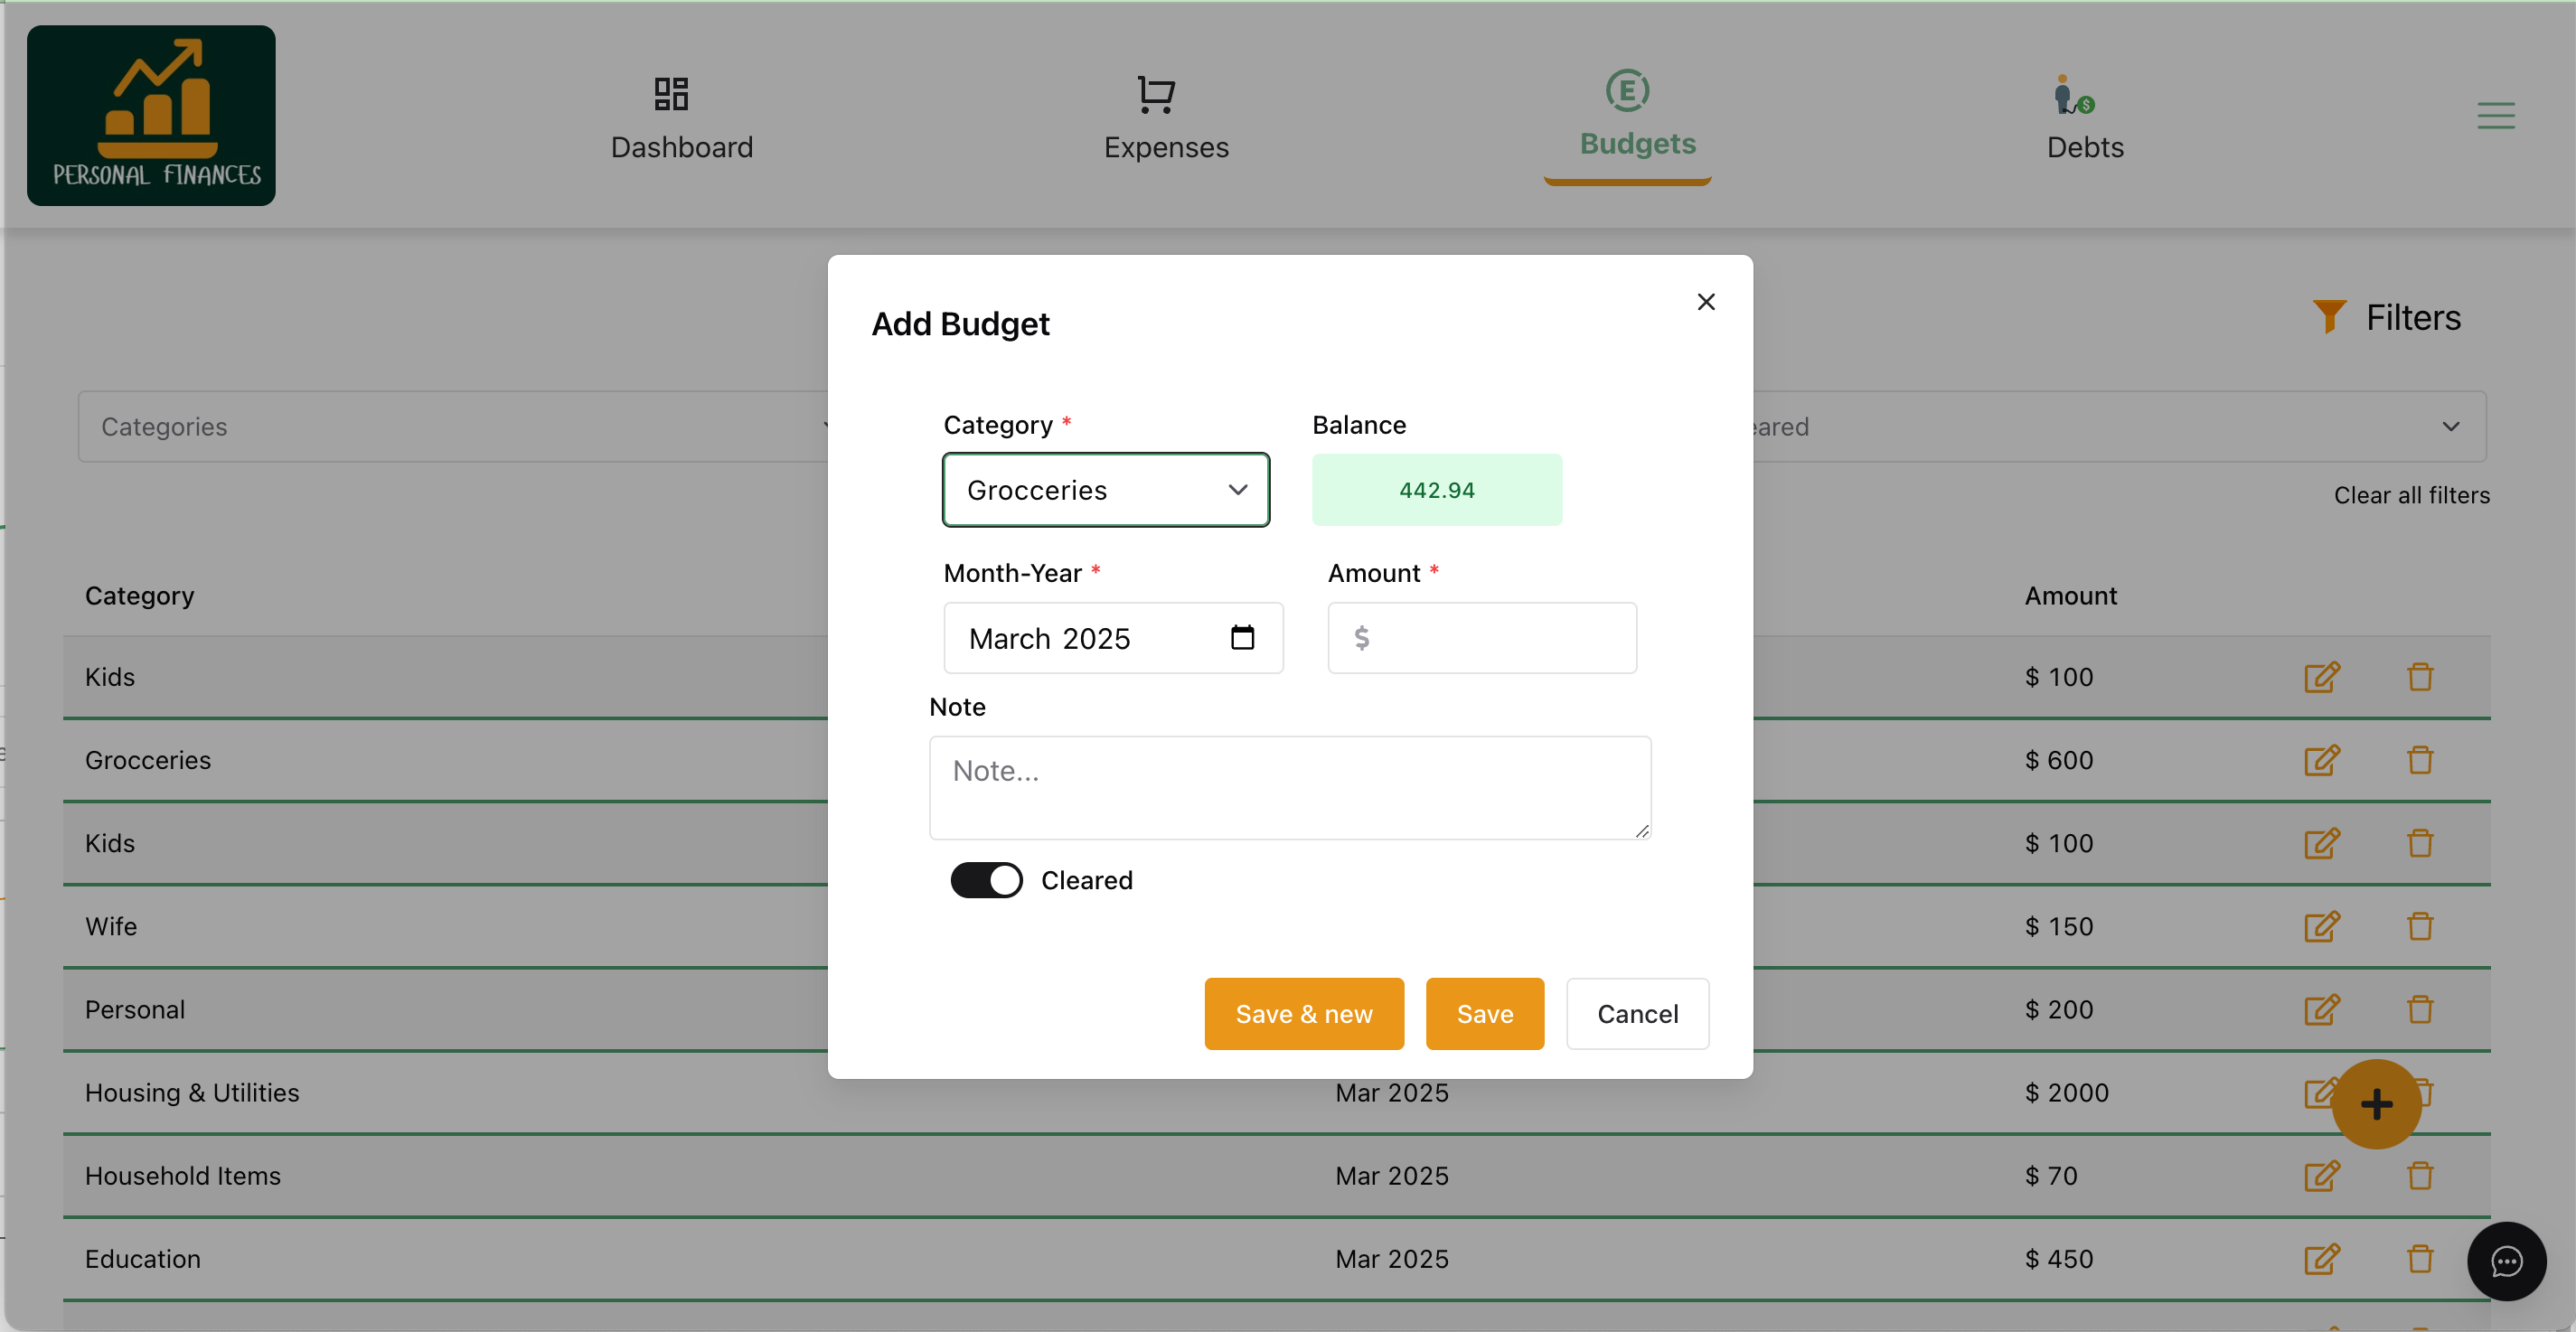 PERSONAL FINANCES
Dashboard
Expenses
E
Budgets
$
Debts
Filters
Add Budget
Categories
Category *
Balance
eared
Grocceries
442.94
Clear all filters
Month-Year *
Amount *
Category
Amount
March 2025
$
Kids
$ 100
Note
Grocceries
Note...
$ 600
Kids
$ 100
Cleared
Wife
$ 150
Personal
Save & new
Save
Cancel
$ 200
Housing & Utilities
Mar 2025
$ 2000
Household Items
Mar 2025
$ 70
Education
Mar 2025
$ 450